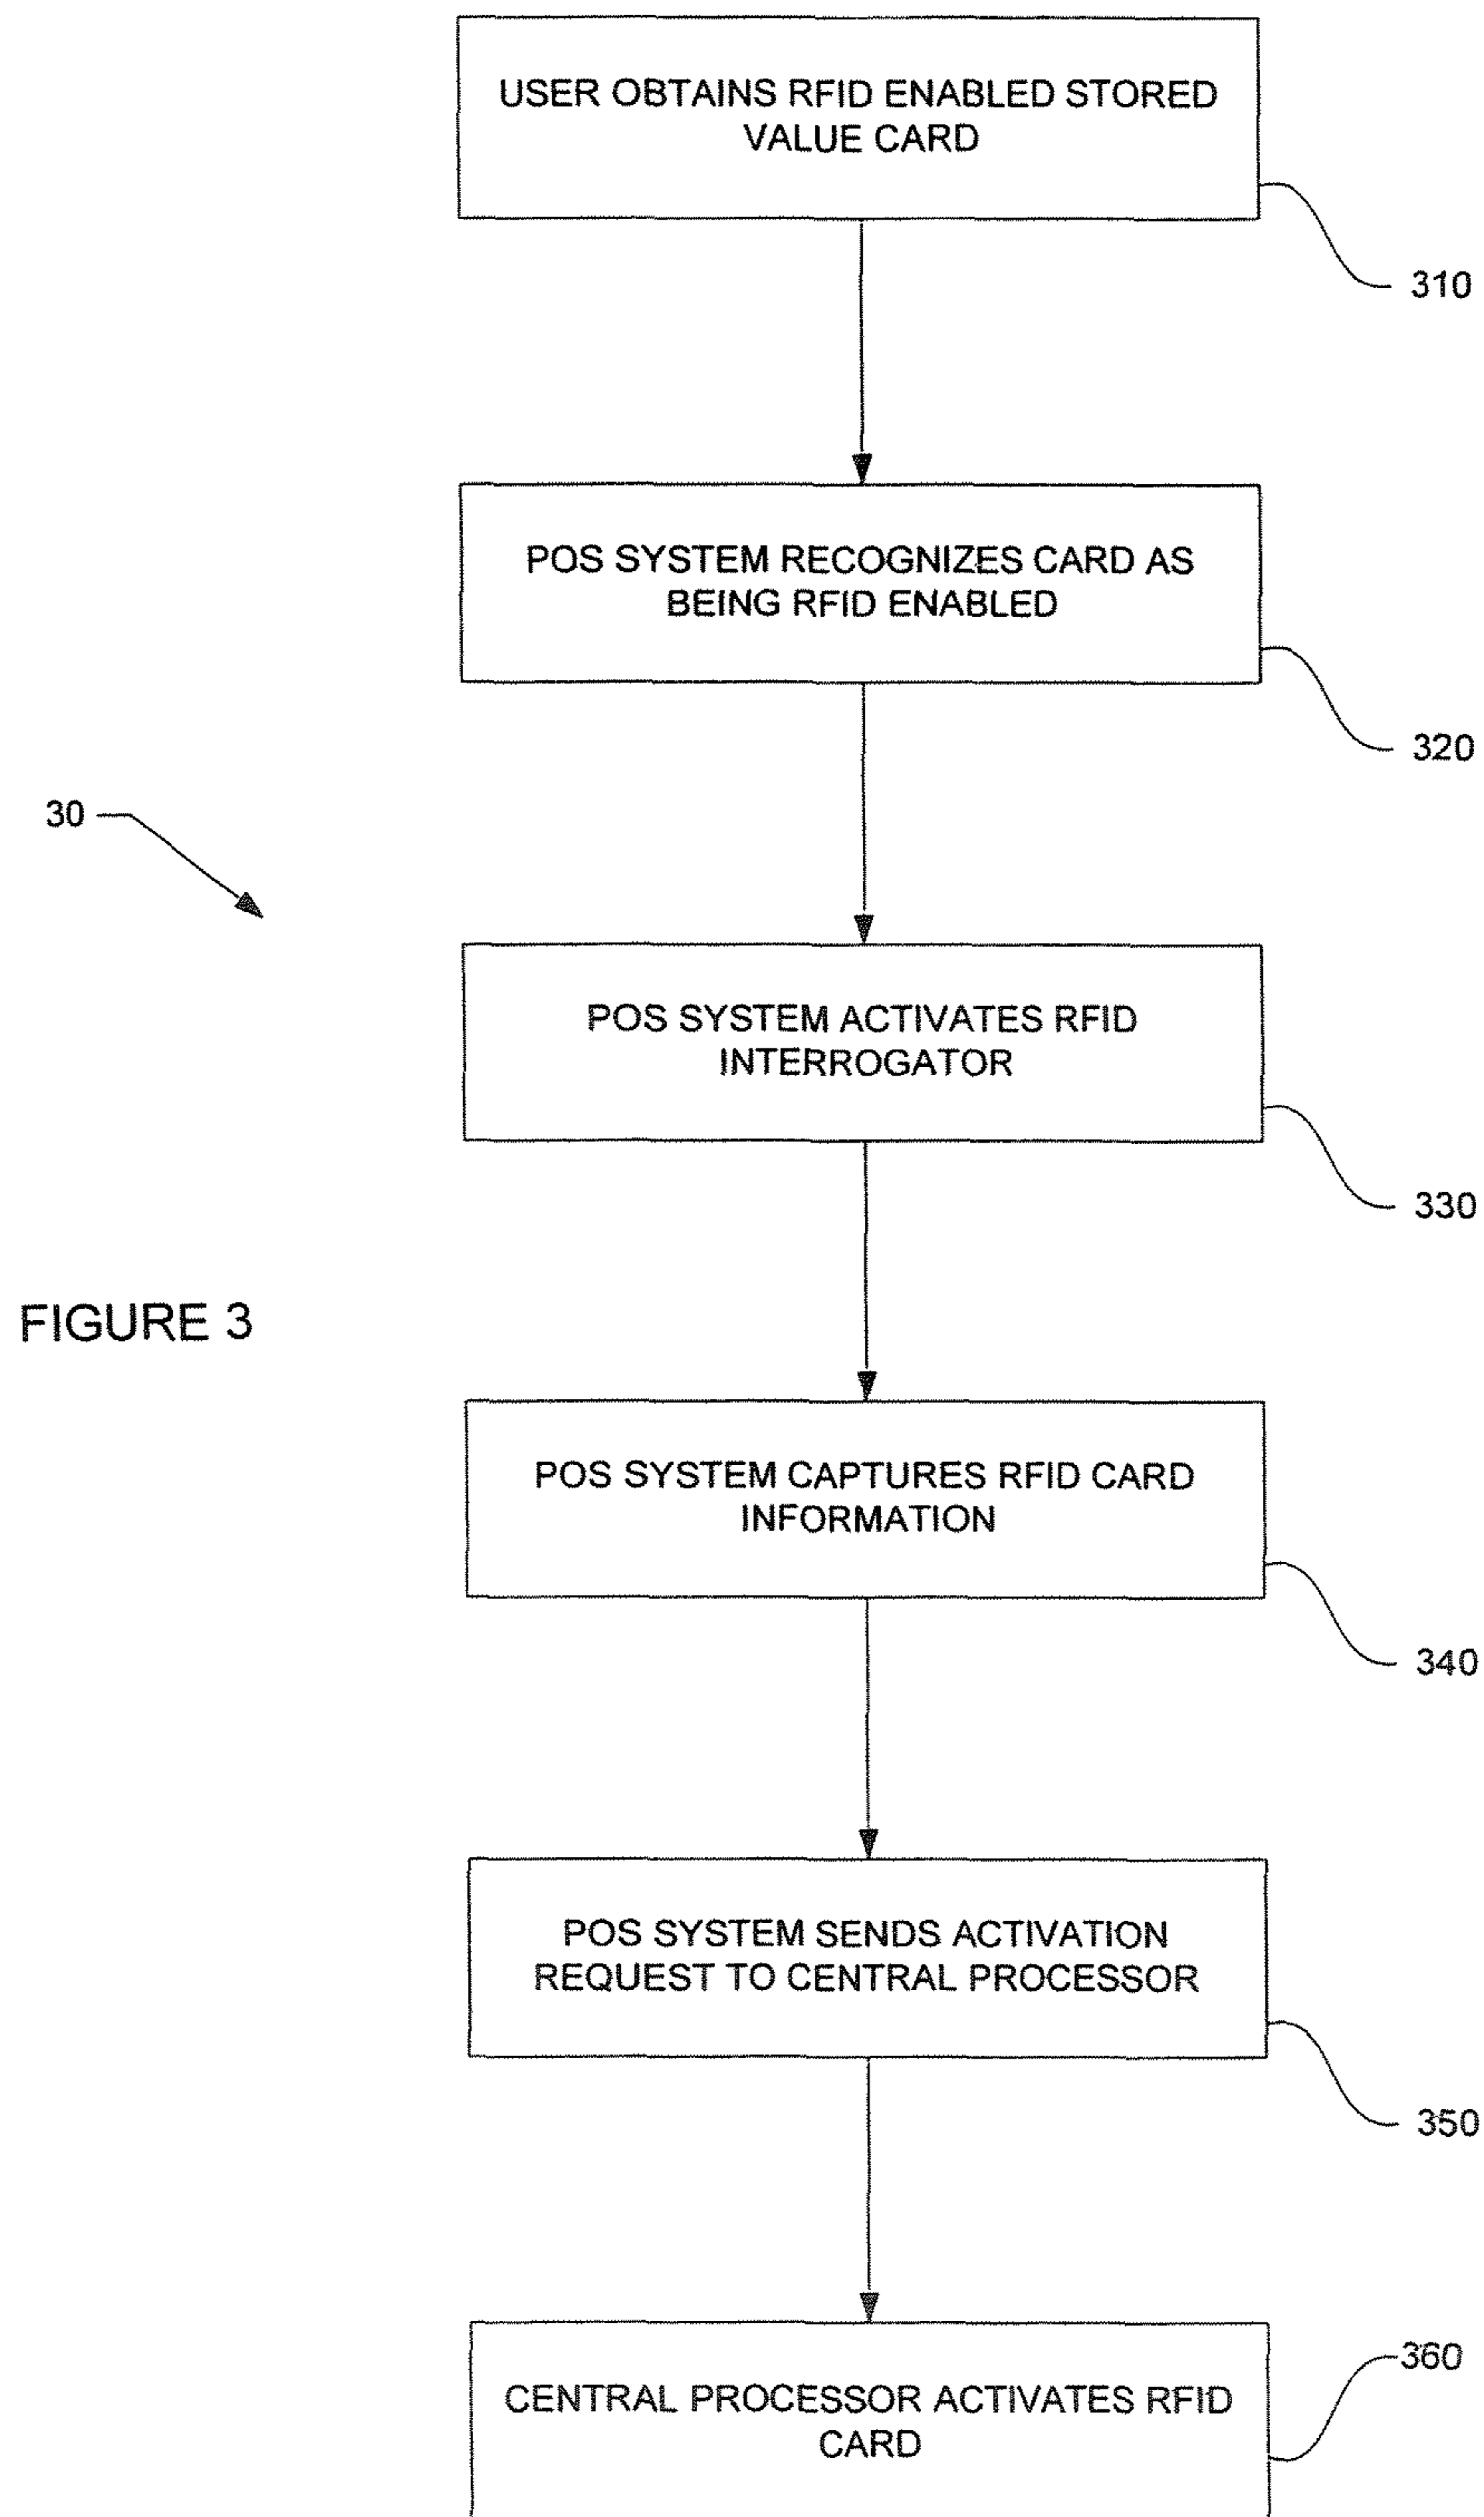 USER OBTAINS RFID ENABLED STORED
VALUE CARD
310
POS SYSTEM RECOGNIZES CARD AS
BEING RFID ENABLED
320
30
POS SYSTEM ACTIVATES RFID
INTERROGATOR
330
FIGURE 3
POS SYSTEM CAPTURES RFID CARD
INFORMATION
340
POS SYSTEM SENDS ACTIVATION
REQUEST TO CENTRAL PROCESSOR
350
360
CENTRAL PROCESSOR ACTIVATES RFID
CARD